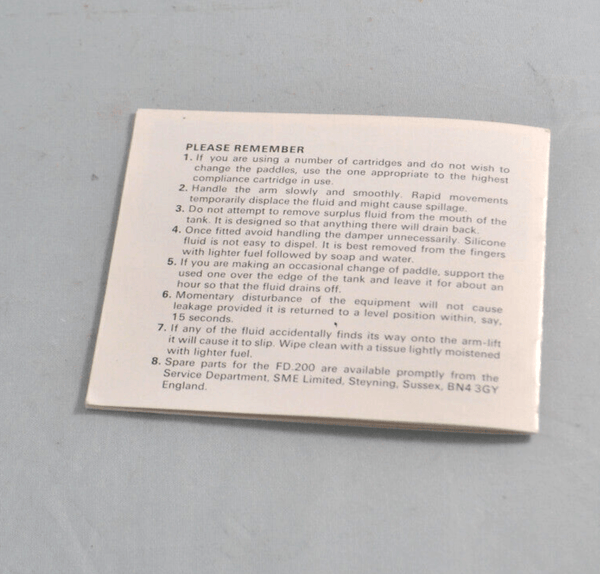 PLEASE REMEMBER
1. If you are using a number of cartridges and do not wish to
change the paddles, use the one appropriate to the highest
compliance cartridge in use.
2. Handle the arm slowly and smoothly. Rapid movements
temporarily displace the fluid and might cause spillage.
3. Do not attempt to remove surplus fluid from the mouth of the
tank. It is designed so that anything there will drain back.
4. Once fitted avoid handling the damper unnecessarily. Silicone
fluid is not easy to dispel. It is best removed from the fingers
with lighter fuel followed by soap and water.
5. If you are making an occasional change of paddle, support the
used one over the edge of the tank and leave it for about an
hour so that the fluid drains off.
6. Momentary disturbance of the equipment will not cause
leakage provided it is returned to a level position within, say,
15 seconds.
7. If any of the fluid accidentally finds its way onto the arm-lift
it will cause it to slip. Wipe clean with a tissue lightly moistened
with lighter fuel.
8. Spare parts for the FD.200 are available promptly from the
Service Department, SME Limited, Steyning, Sussex, BN4 3GY
England.